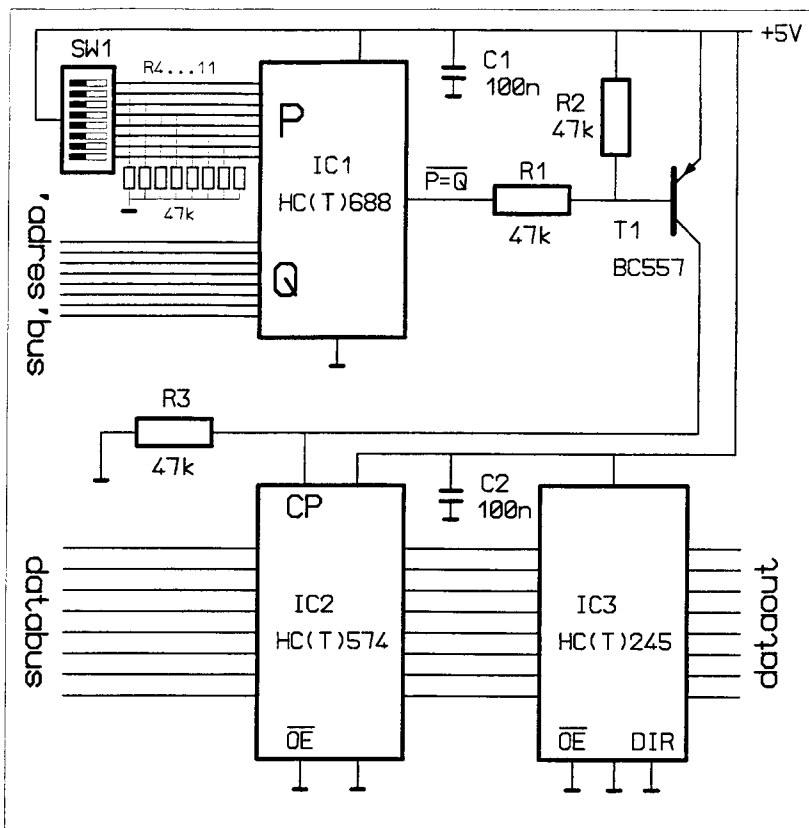 +5V
SW1
R4...11
C1
100n
R2
47k
P
IC1
HC(T)688
P=Q
R1
47k
T1
BC557
47k
'adres'bus
Q
R3
47k
CP
C2
100n
databus
IC2
HC(T)574
IC3
HC(T)245
dataout
OE
OE
DIR